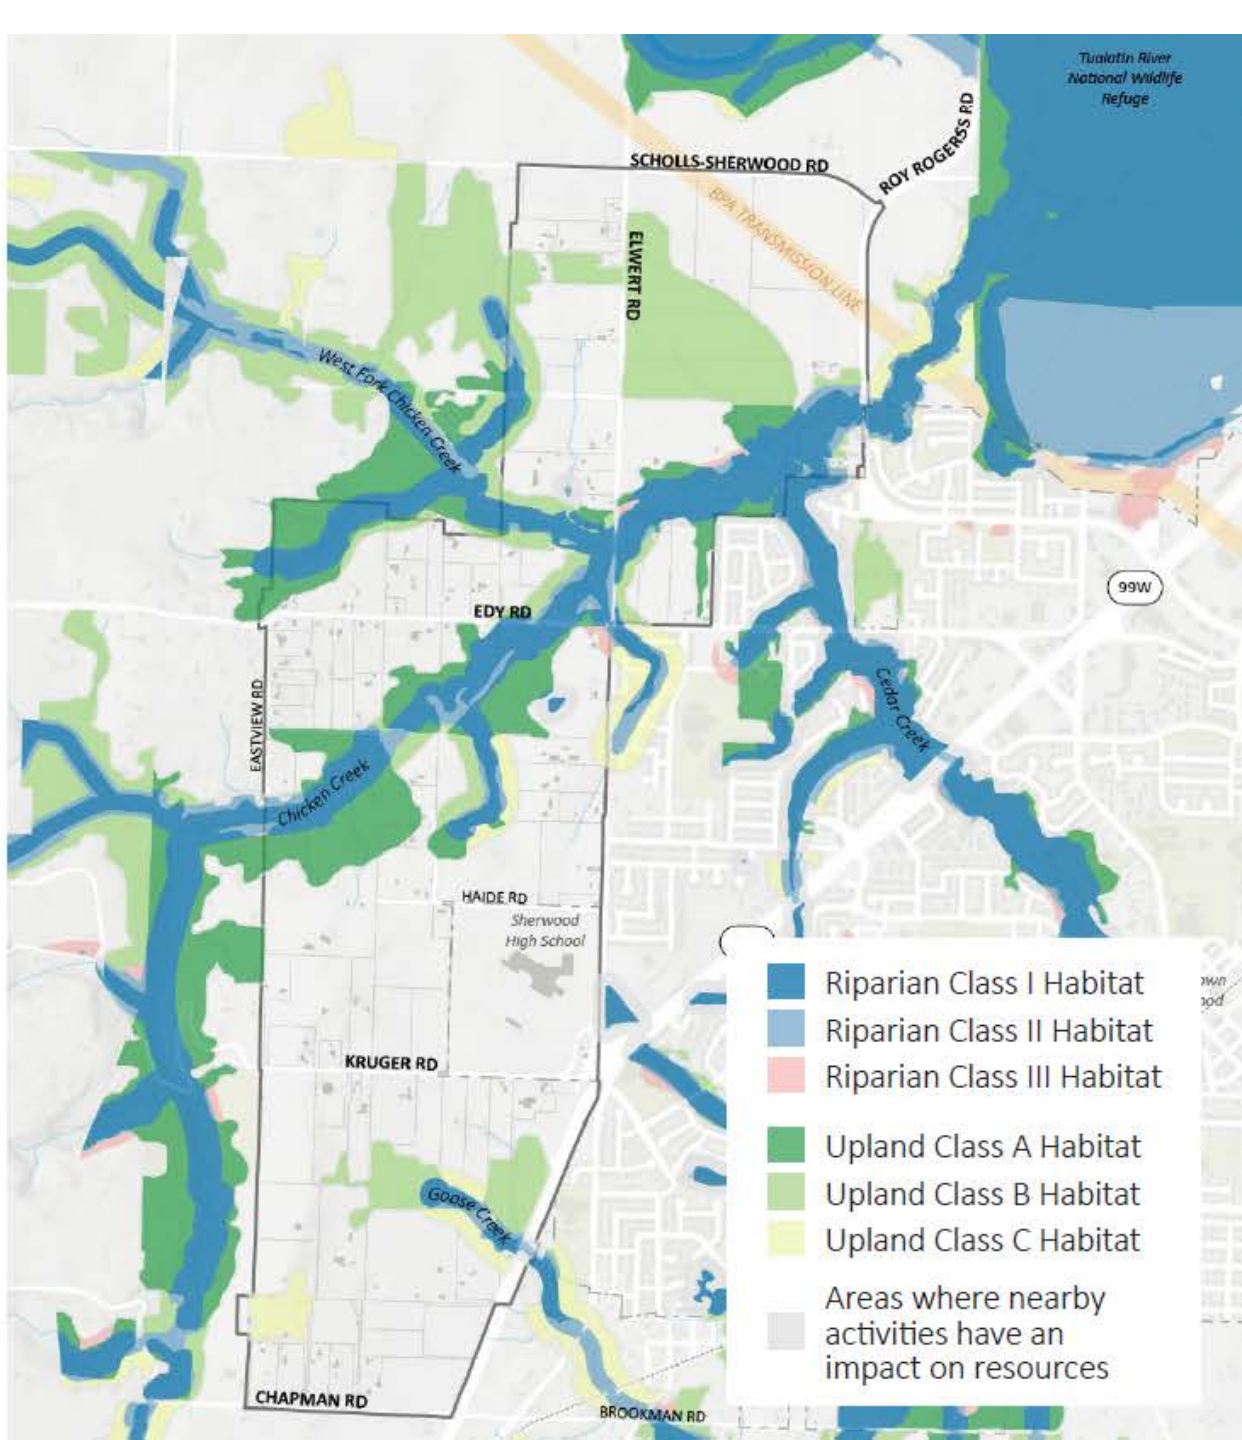 Tualatin River
National Wildlife
Refuge
SCHOLLS-SHERWOOD RD
ROY ROGERSS RD
BPA TRANSMISSION LINE
ELWERT RD
West Fork Chicken Creek
99W
EDY RD
EASTVIEW RD
Cedar Creek
Chicken Creek
HAIDE RD
Sherwood
High School
KRUGER RD
Goose Creek
CHAPMAN RD
BROOKMAN RD
Riparian Class I Habitat
Riparian Class II Habitat
Riparian Class III Habitat
Upland Class A Habitat
Upland Class B Habitat
Upland Class C Habitat
Areas where nearby
activities have an
impact on resources